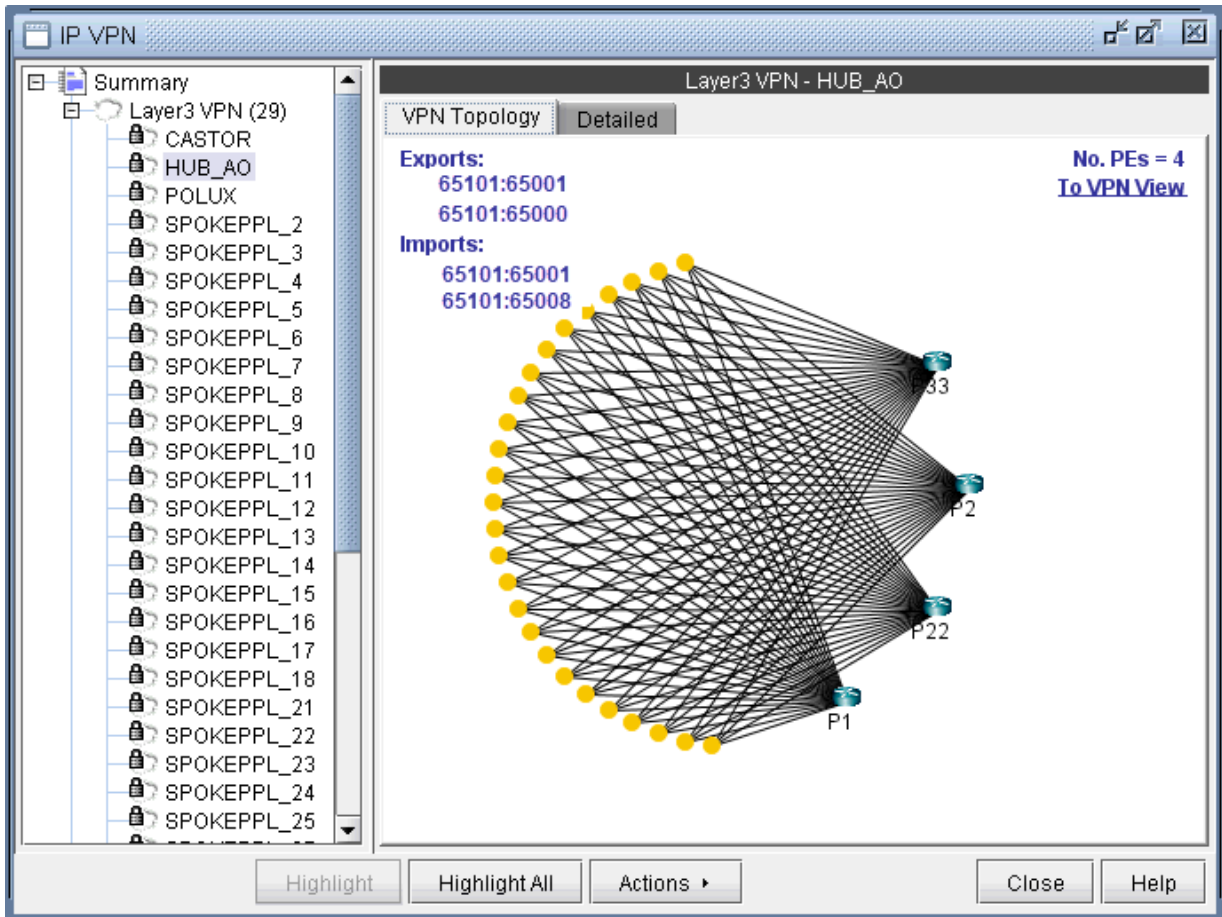 IP VPN
Summary
Layer3 VPN (29)
CASTOR
HUB_AO
POLUX
SPOKEPPL_2
SPOKEPPL_3
SPOKEPPL_4
SPOKEPPL_5
SPOKEPPL_6
SPOKEPPL_7
SPOKEPPL_8
SPOKEPPL_9
SPOKEPPL_10
SPOKEPPL_11
SPOKEPPL_12
SPOKEPPL_13
SPOKEPPL_14
SPOKEPPL_15
SPOKEPPL_16
SPOKEPPL_17
SPOKEPPL_18
SPOKEPPL_21
SPOKEPPL_22
SPOKEPPL_23
SPOKEPPL_24
SPOKEPPL_25
Layer3 VPN - HUB_AO
VPN Topology Detailed
Exports:
65101:65001
65101:65000
Imports:
65101:65001
65101:65008
No. PEs = 4
To VPN View
P33
P2
P22
P1
Highlight Highlight All Actions Close Help